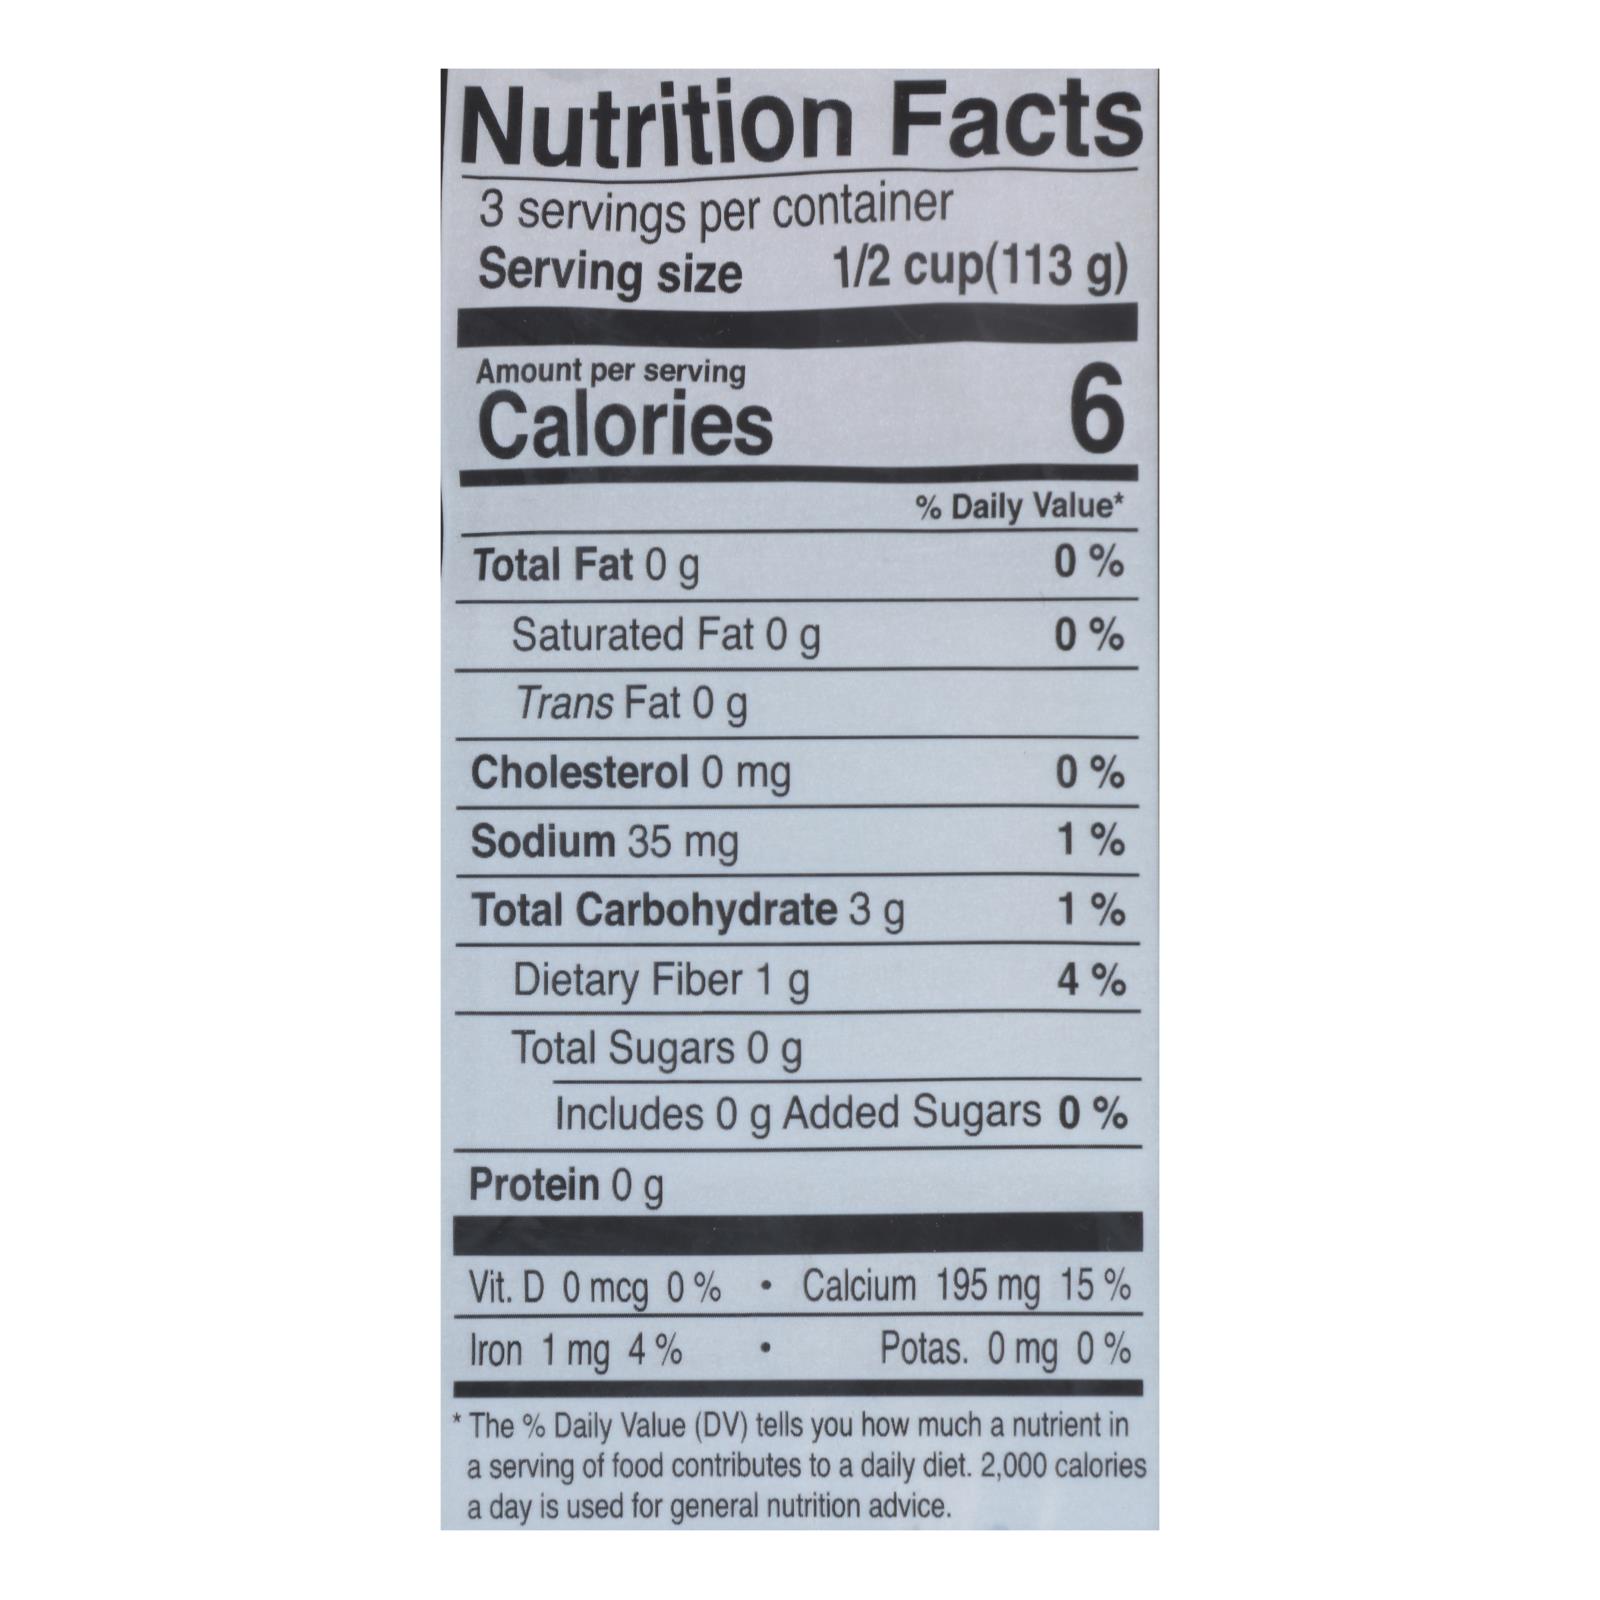 Nutrition Facts
3 servings per container
Serving size 1/2 cup(113 g)
Amount per serving
Calories 6
% Daily Value*
Total Fat 0 g 0 %
Saturated Fat 0 g 0 %
Trans Fat 0 g
Cholesterol 0 mg 0 %
Sodium 35 mg 1 %
Total Carbohydrate 3 g 1 %
Dietary Fiber 1 g 4 %
Total Sugars 0 g
Includes 0 g Added Sugars 0 %
Protein 0 g
Vit. D 0 mcg 0 % • Calcium 195 mg 15 %
Iron 1 mg 4 % • Potas. 0 mg 0 %
* The % Daily Value (DV) tells you how much a nutrient in
a serving of food contributes to a daily diet. 2,000 calories
a day is used for general nutrition advice.